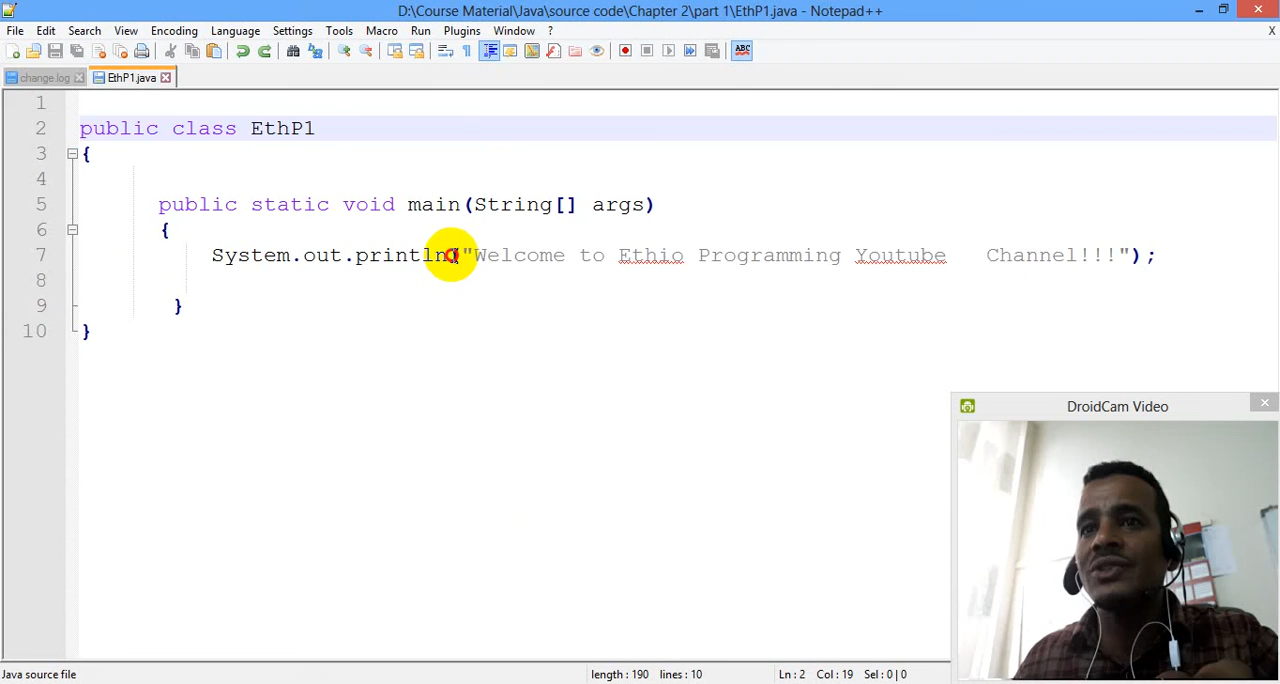 D:\Course Material\Java\source code\Chapter 2\part 1\EthP1.java - Notepad++
File Edit Search View Encoding Language Settings Tools Macro Run Plugins Window ? X
ABC
change.log EthP1.java
1
2 public class EthP1
3 {
4
5 public static void main(String[] args)
6 {
7 System.out.println("Welcome to Ethio Programming Youtube Channel!!!");
8
9 }
10 }
DroidCam Video
Java source file length : 190 lines : 10 Ln : 2 Col : 19 Sel : 0 | 0